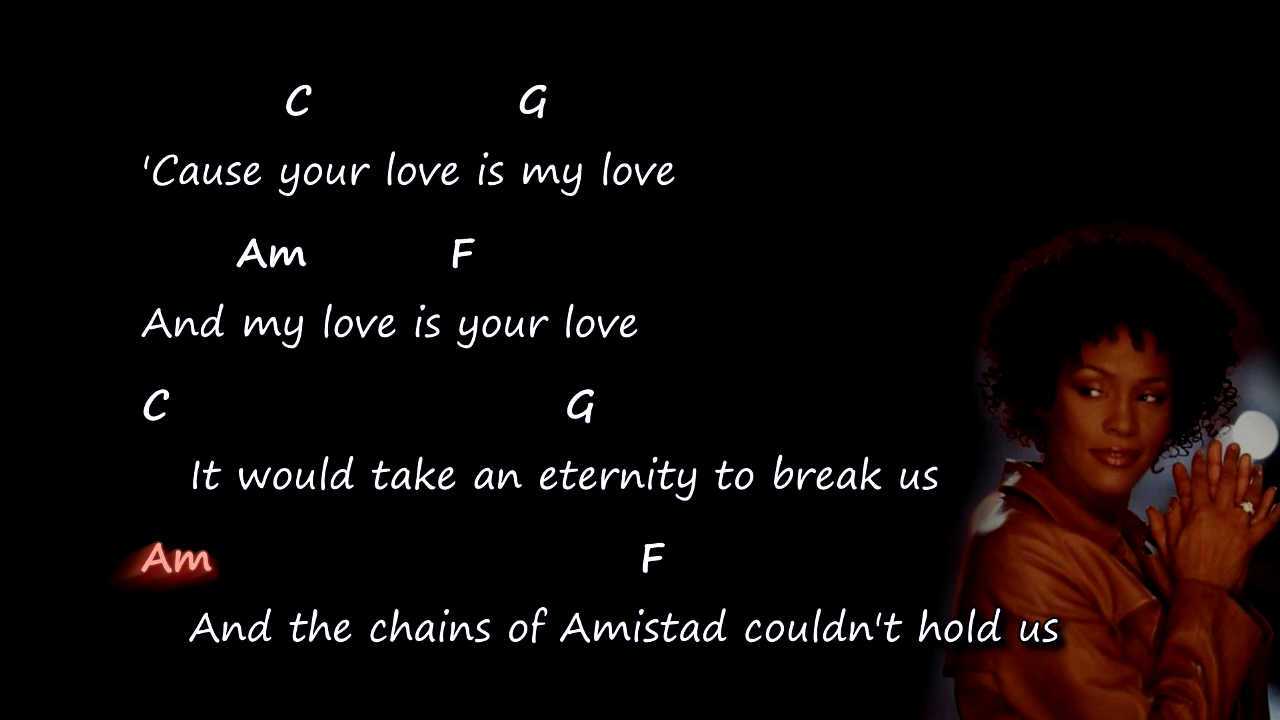 C G
'Cause your love is my love
Am F
And my love is your love
C G
It would take an eternity to break us
Am F
And the chains of Amistad couldn't hold us